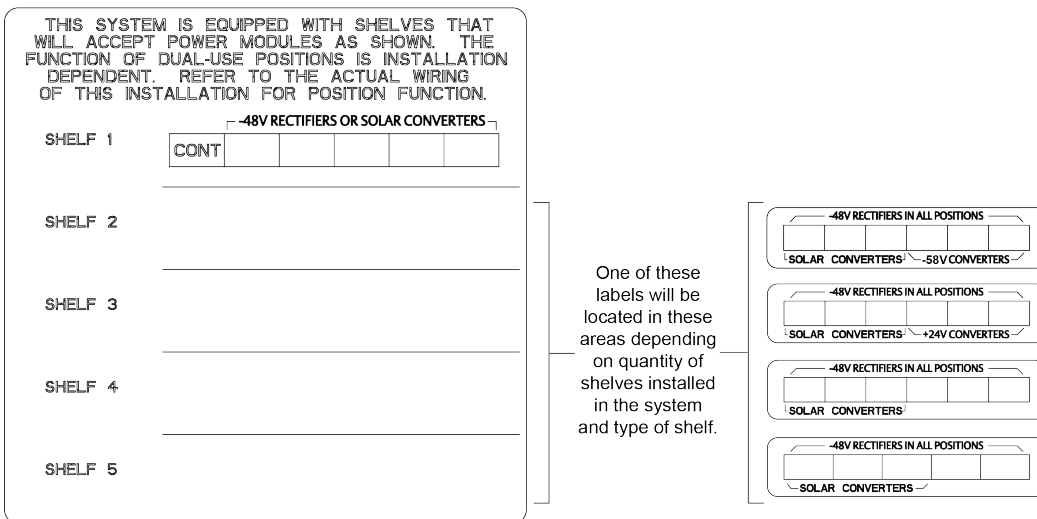 THIS SYSTEM IS EQUIPPED WITH SHELVES THAT
WILL ACCEPT POWER MODULES AS SHOWN. THE
FUNCTION OF DUAL-USE POSITIONS IS INSTALLATION
DEPENDENT. REFER TO THE ACTUAL WIRING
OF THIS INSTALLATION FOR POSITION FUNCTION.
-48V RECTIFIERS OR SOLAR CONVERTERS
SHELF 1
CONT
SHELF 2
SHELF 3
SHELF 4
SHELF 5
One of these
labels will be
located in these
areas depending
on quantity of
shelves installed
in the system
and type of shelf.
-48V RECTIFIERS IN ALL POSITIONS
SOLAR CONVERTERS -58V CONVERTERS
-48V RECTIFIERS IN ALL POSITIONS
SOLAR CONVERTERS +24V CONVERTERS
-48V RECTIFIERS IN ALL POSITIONS
SOLAR CONVERTERS
-48V RECTIFIERS IN ALL POSITIONS
SOLAR CONVERTERS